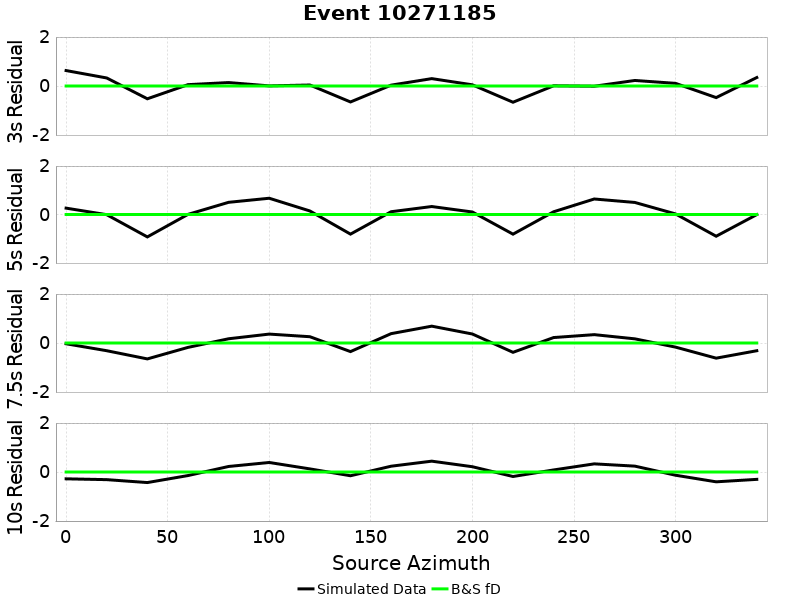 Event 10271185
3s Residual
2
0
-2
5s Residual
2
0
-2
7.5s Residual
2
0
-2
10s Residual
2
0
-2
0 50 100 150 200 250 300
Source Azimuth
Simulated Data B&S fD